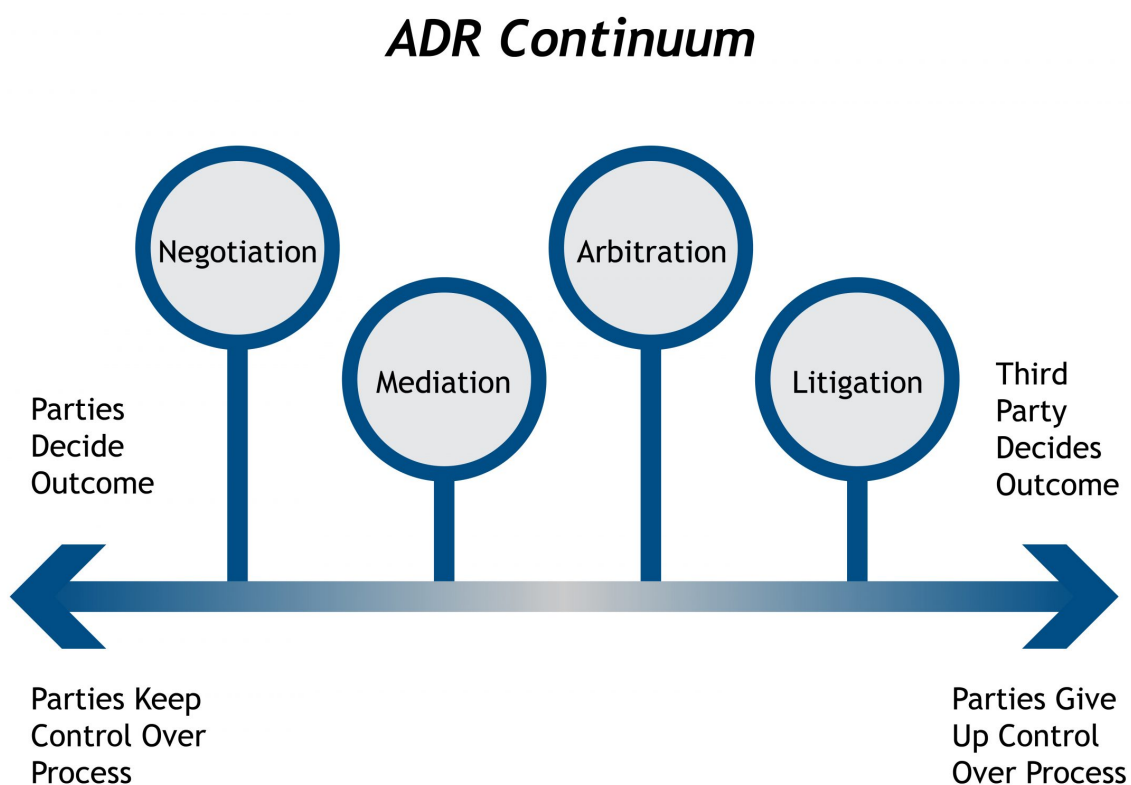 ADR Continuum
Negotiation
Arbitration
Mediation
Litigation
Parties
Decide
Outcome
Third
Party
Decides
Outcome
Parties Keep
Control Over
Process
Parties Give
Up Control
Over Process